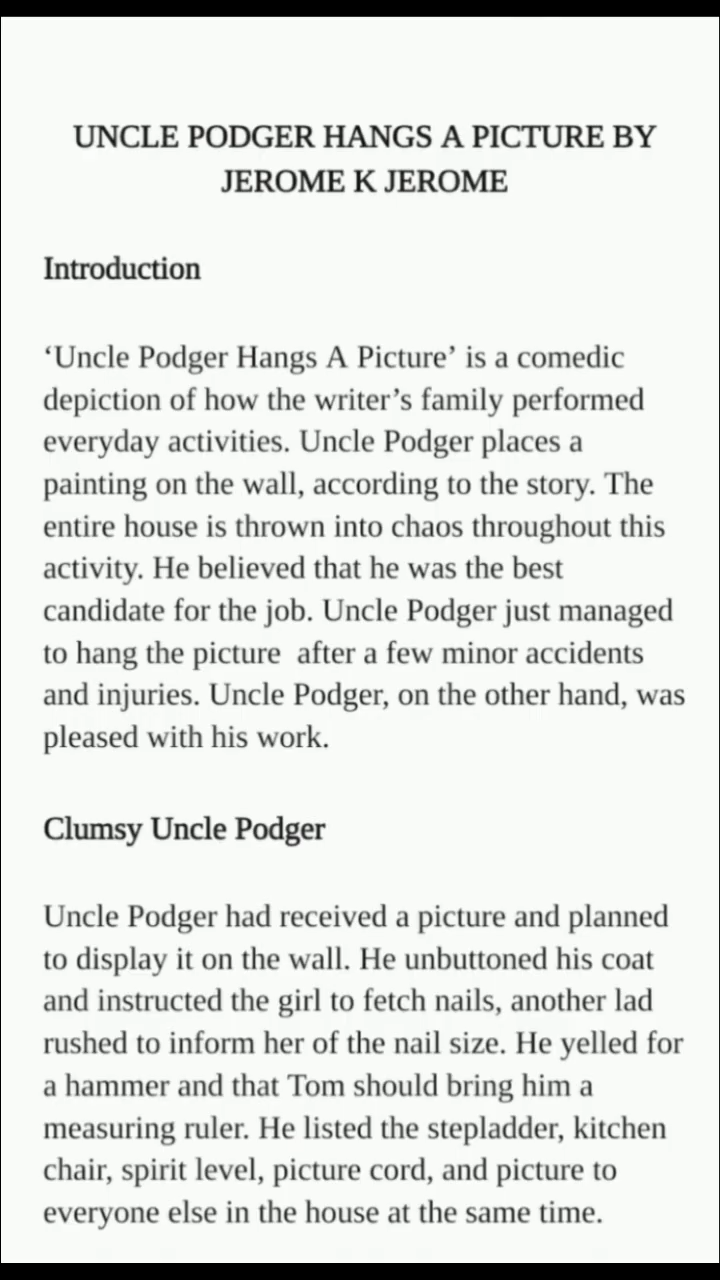 UNCLE PODGER HANGS A PICTURE BY
JEROME K JEROME
Introduction
‘Uncle Podger Hangs A Picture’ is a comedic
depiction of how the writer’s family performed
everyday activities. Uncle Podger places a
painting on the wall, according to the story. The
entire house is thrown into chaos throughout this
activity. He believed that he was the best
candidate for the job. Uncle Podger just managed
to hang the picture  after a few minor accidents
and injuries. Uncle Podger, on the other hand, was
pleased with his work.
Clumsy Uncle Podger
Uncle Podger had received a picture and planned
to display it on the wall. He unbuttoned his coat
and instructed the girl to fetch nails, another lad
rushed to inform her of the nail size. He yelled for
a hammer and that Tom should bring him a
measuring ruler. He listed the stepladder, kitchen
chair, spirit level, picture cord, and picture to
everyone else in the house at the same time.